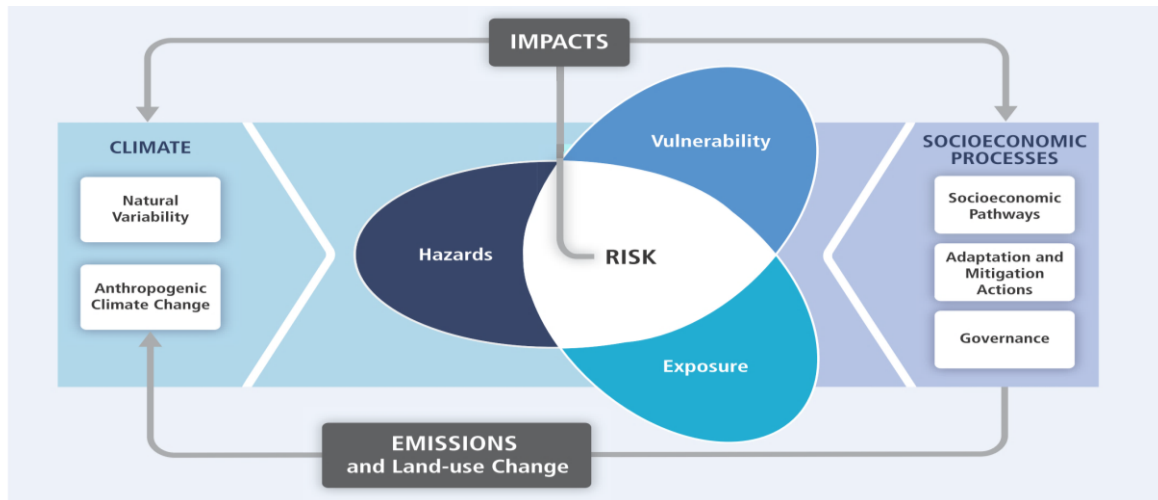 IMPACTS
CLIMATE
Natural
Variability
Anthropogenic
Climate Change
Vulnerability
Hazards
RISK
Exposure
SOCIOECONOMIC
PROCESSES
Socioeconomic
Pathways
Adaptation and
Mitigation
Actions
Governance
EMISSIONS
and Land-use Change